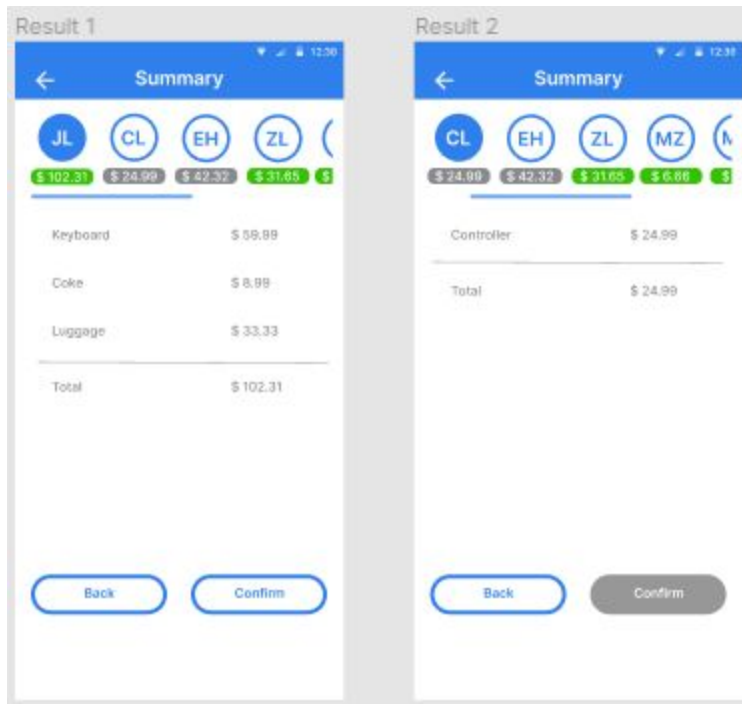 Result 1
12:30
Summary
JL CL EH ZL
$ 102.31 $ 24.99 $ 42.32 $ 31.65 $
Keyboard $ 59.99
Coke $ 8.99
Luggage $ 33.33
Total $ 102.31
Back Confirm
Result 2
12:30
Summary
CL EH ZL MZ
$ 24.99 $ 42.32 $ 31.65 $ 6.66 $
Controller $ 24.99
Total $ 24.99
Back Confirm